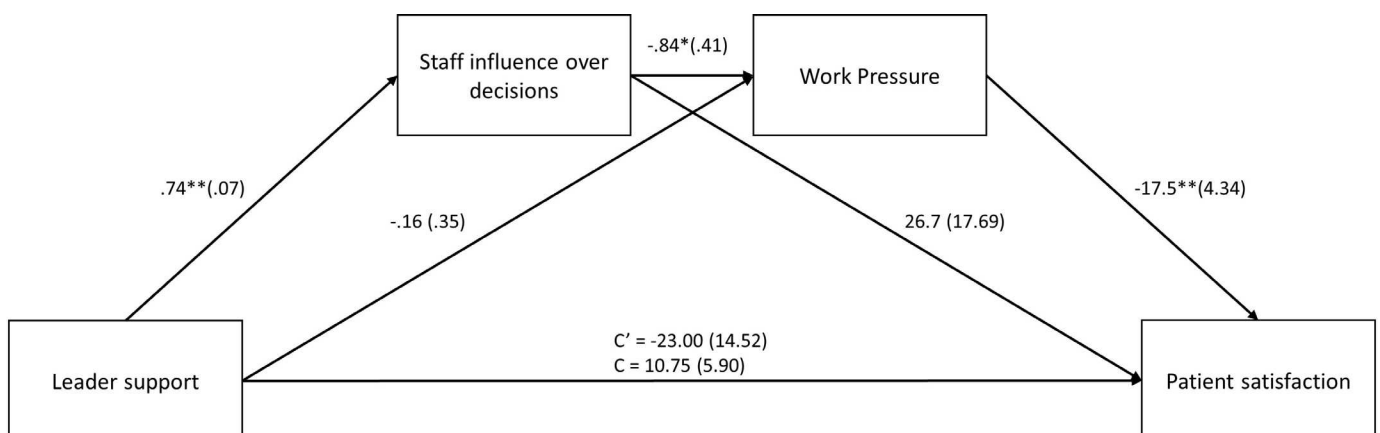 -.84*(.41)
Staff influence over
decisions
Work Pressure
.74**(.07)
-.16 (.35)
26.7 (17.69)
-17.5**(4.34)
C’ = -23.00 (14.52)
C = 10.75 (5.90)
Leader support
Patient satisfaction